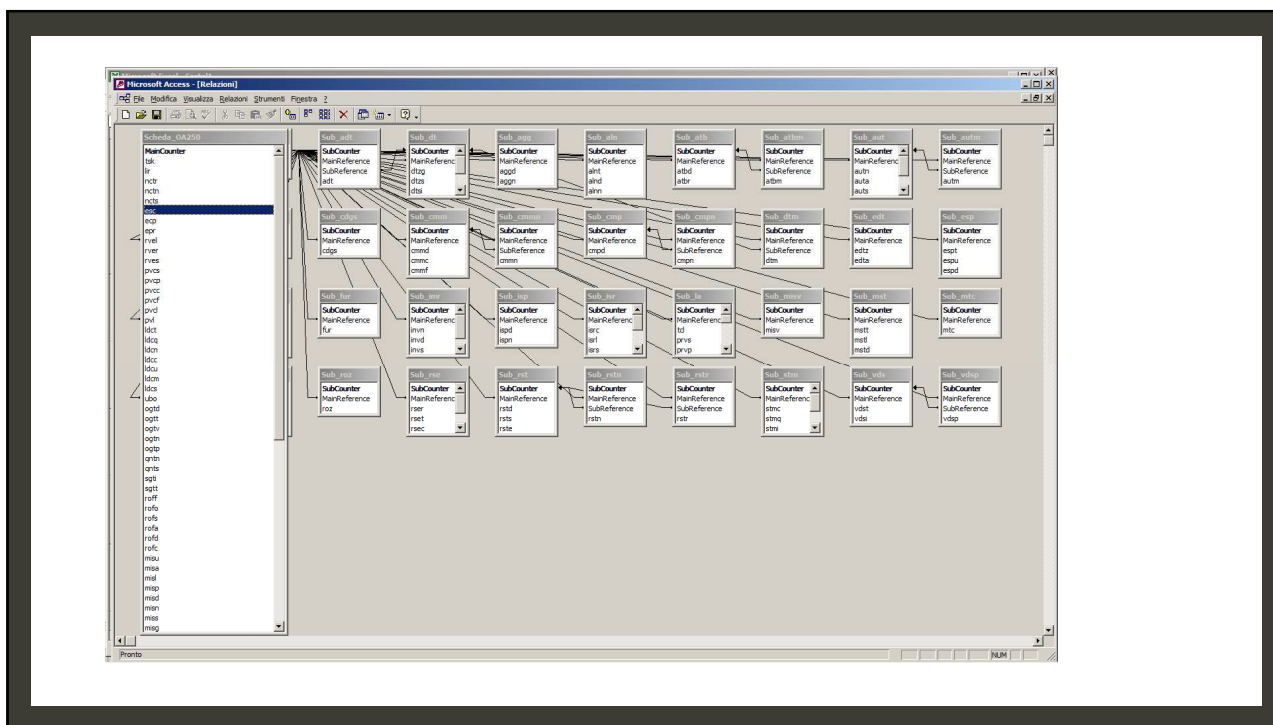 Microsoft Access - [Relazioni]
File Modifica Visualizza Relazioni Strumenti Finestra ?
Scheda_OA250
MainCounter
tsk
lir
nctr
nctn
ncts
esc
ecp
epr
rvel
rver
rves
pvcs
pvcp
pvcc
pvcf
pvcl
pvl
ldct
ldcq
ldcn
ldcc
ldcu
ldcm
ldcs
ubo
ogtd
ogtt
ogtv
ogtn
ogtp
qntn
qnts
sgti
sgtt
roff
rofo
rofs
rofa
rofd
rofc
misu
misa
misl
misp
misd
misn
miss
misg
Sub_adt
SubCounter
MainReference
SubReference
adt
Sub_dt
SubCounter
MainReferenc
dtzg
dtzs
dtsi
Sub_agg
SubCounter
MainReference
aggd
aggn
Sub_aln
SubCounter
MainReference
alnt
alnd
alnn
Sub_atb
SubCounter
MainReference
atbd
atbr
Sub_atbm
SubCounter
MainReference
SubReference
atbm
Sub_aut
SubCounter
MainReferenc
autn
auta
auts
Sub_autm
SubCounter
MainReference
SubReference
autm
Sub_cdgs
SubCounter
MainReference
cdgs
Sub_cmm
SubCounter
MainReference
cmmd
cmmc
cmmf
Sub_cmmn
SubCounter
MainReference
SubReference
cmmn
Sub_cmp
SubCounter
MainReference
cmpd
Sub_cmpn
SubCounter
MainReference
SubReference
cmpn
Sub_dtm
SubCounter
MainReference
SubReference
dtm
Sub_edt
SubCounter
MainReference
edtz
edta
Sub_esp
SubCounter
MainReference
espt
espu
espd
Sub_fur
SubCounter
MainReference
fur
Sub_inv
SubCounter
MainReferenc
invn
invd
invs
Sub_isp
SubCounter
MainReference
ispd
ispn
Sub_isr
SubCounter
MainReferenc
isrc
isrl
isrs
Sub_la
SubCounter
MainReferenc
td
prvs
prvp
Sub_misv
SubCounter
MainReference
misv
Sub_mst
SubCounter
MainReference
mstt
mstl
mstd
Sub_mtc
SubCounter
MainReference
mtc
Sub_roz
SubCounter
MainReference
roz
Sub_rse
SubCounter
MainReferenc
rser
rset
rsec
Sub_rst
SubCounter
MainReference
rstd
rsts
rste
Sub_rstn
SubCounter
MainReference
SubReference
rstn
Sub_rstr
SubCounter
MainReference
SubReference
rstr
Sub_stm
SubCounter
MainReferenc
stmc
stmq
stmi
Sub_vds
SubCounter
MainReference
vdst
vdsi
Sub_vdsp
SubCounter
MainReference
SubReference
vdsp
Pronto
NUM